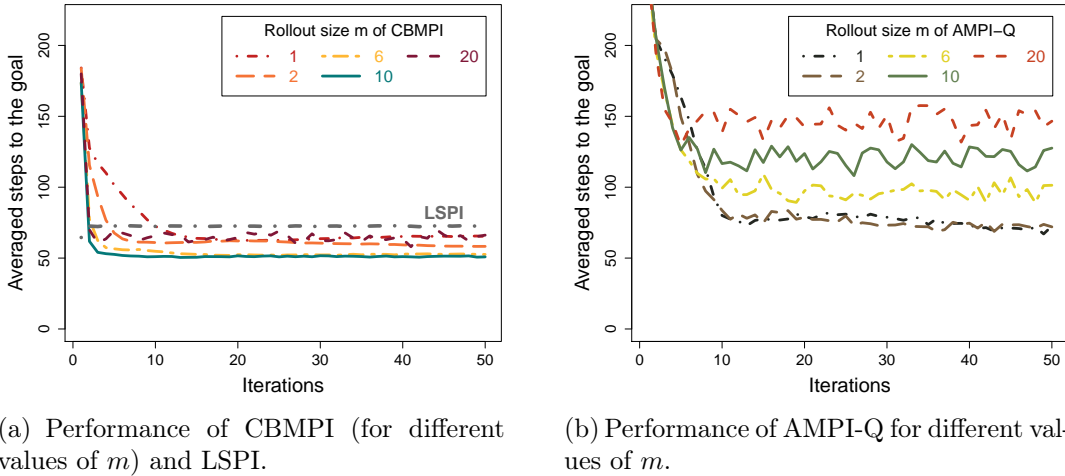 Rollout size m of CBMPI
1 6 20
2 10
LSPI
Averaged steps to the goal
0 50 100 150 200
0 10 20 30 40 50
Iterations
(a) Performance of CBMPI (for different
values of m) and LSPI.
Rollout size m of AMPI−Q
1 6 20
2 10
Averaged steps to the goal
0 50 100 150 200
0 10 20 30 40 50
Iterations
(b) Performance of AMPI-Q for different val-
ues of m.